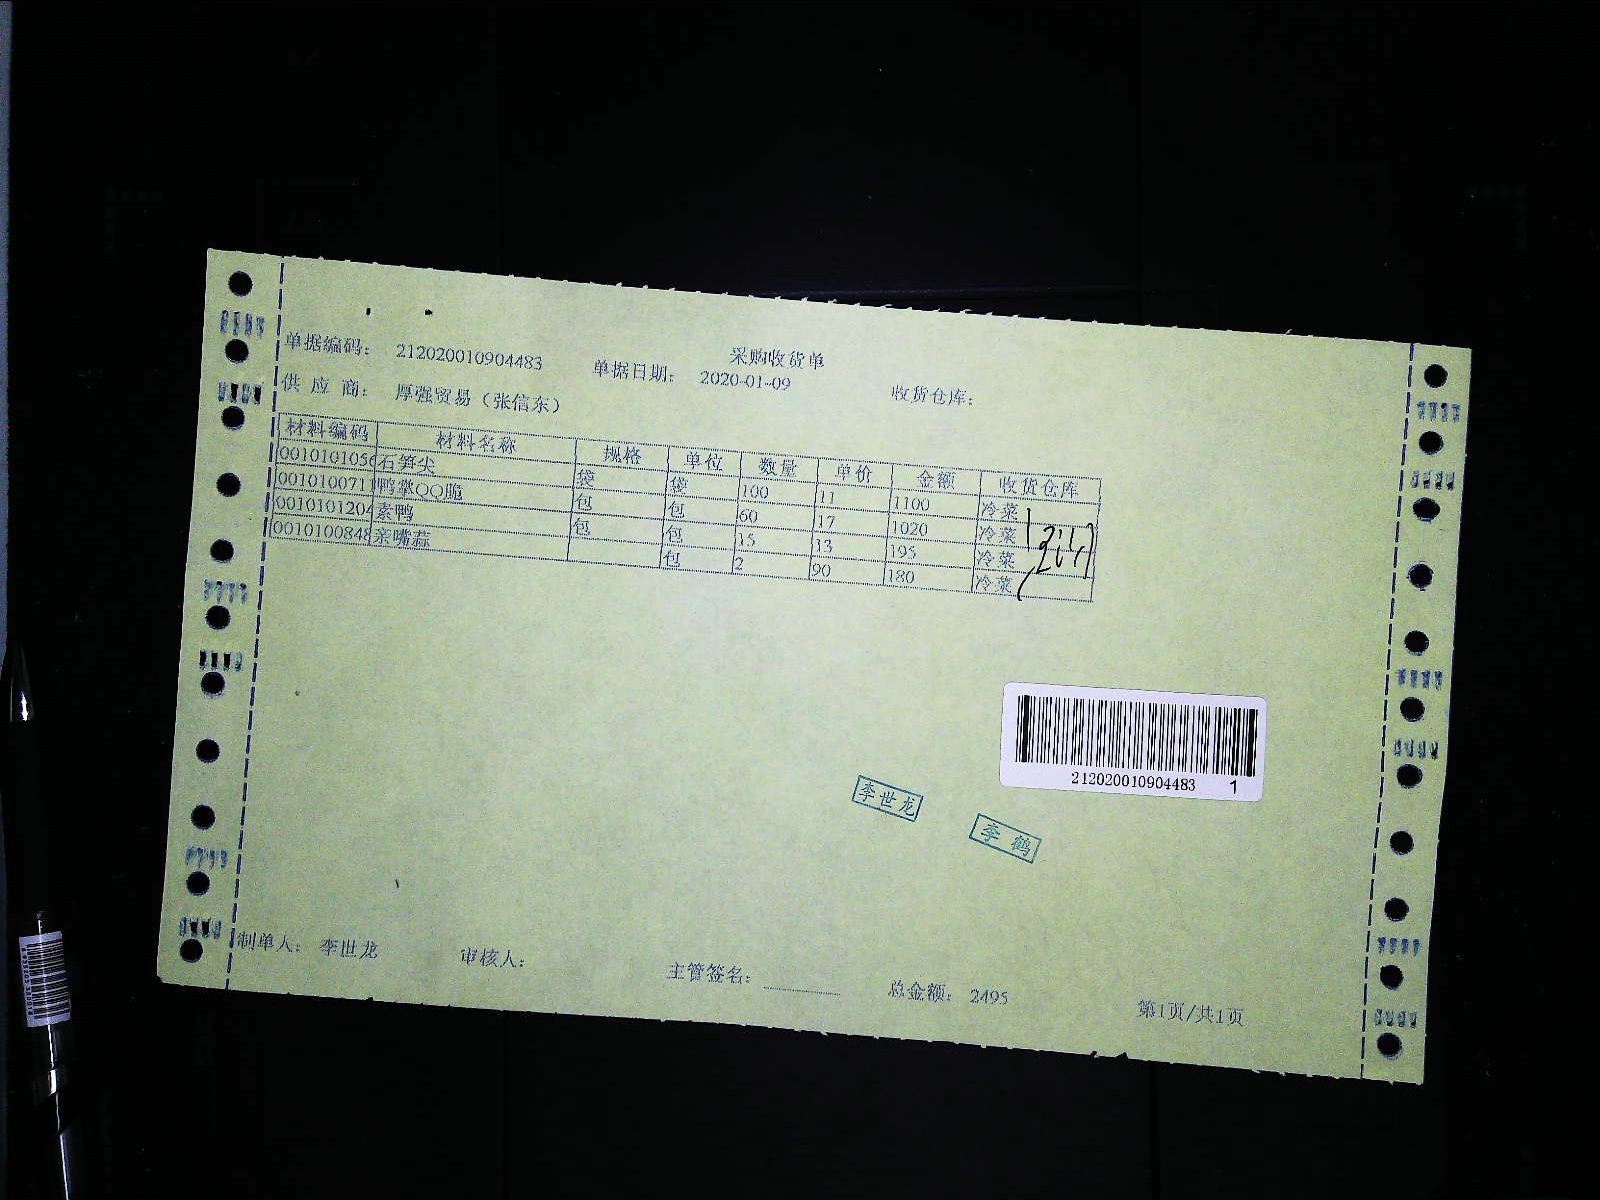 采购收货单
单据编码： 212020010904483 单据日期： 2020-01-09 收货仓库：
供 应 商： 厚强贸易（张信东）
材料编码 材料名称 规格 单位 数量 单价 金额 收货仓库
0010101056 石笋尖 袋 袋 100 11 1100 冷菜
0010100711 鸭掌QQ脆 包 包 60 17 1020 冷菜
0010101204 素鸭 包 包 15 13 195 冷菜
0010100848 亲嘴蒜 包 2 90 180 冷菜
212020010904483 1
李世龙
李鹤
制单人： 李世龙 审核人： 主管签名： 总金额： 2495 第1页/共1页